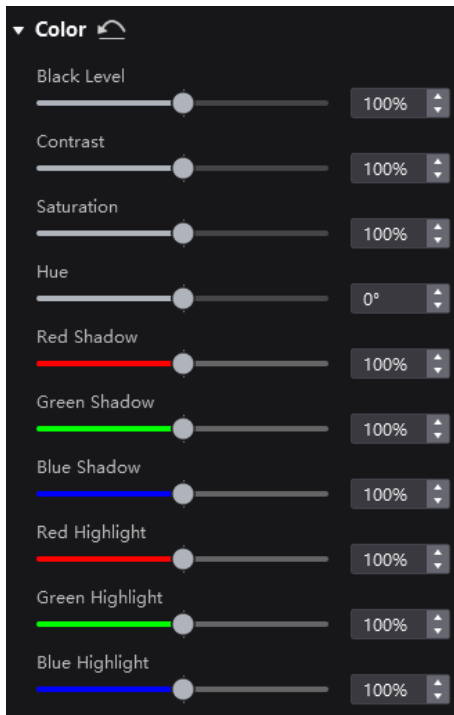 Color
Black Level
100%
Contrast
100%
Saturation
100%
Hue
0°
Red Shadow
100%
Green Shadow
100%
Blue Shadow
100%
Red Highlight
100%
Green Highlight
100%
Blue Highlight
100%